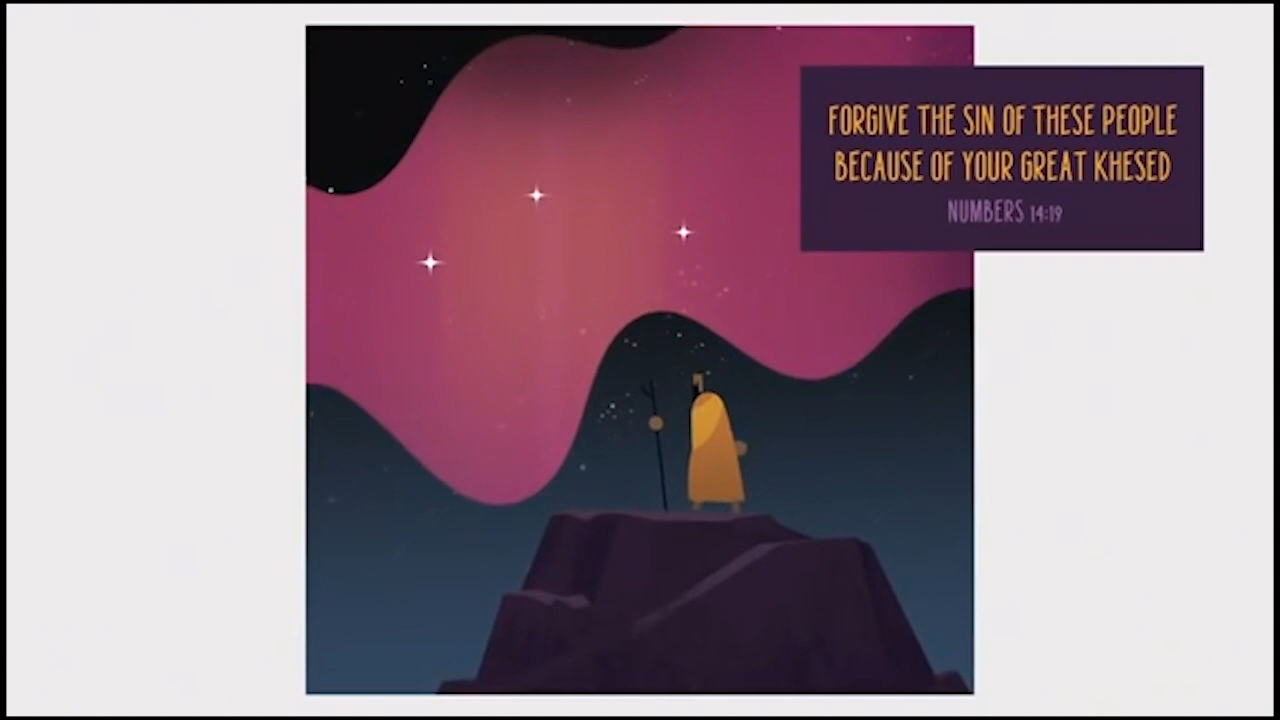 FORGIVE THE SIN OF THESE PEOPLE
BECAUSE OF YOUR GREAT KHESED
NUMBERS 14:19